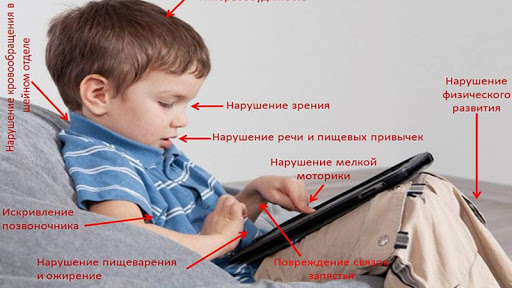 Нарушение кровообращения в
шейном отделе
Нарушение зрения
Нарушение речи и пищевых привычек
Нарушение мелкой
моторики
Нарушение
физического
развития
Искривление
позвоночника
Нарушение пищеварения
и ожирение
Повреждение связок
запястья